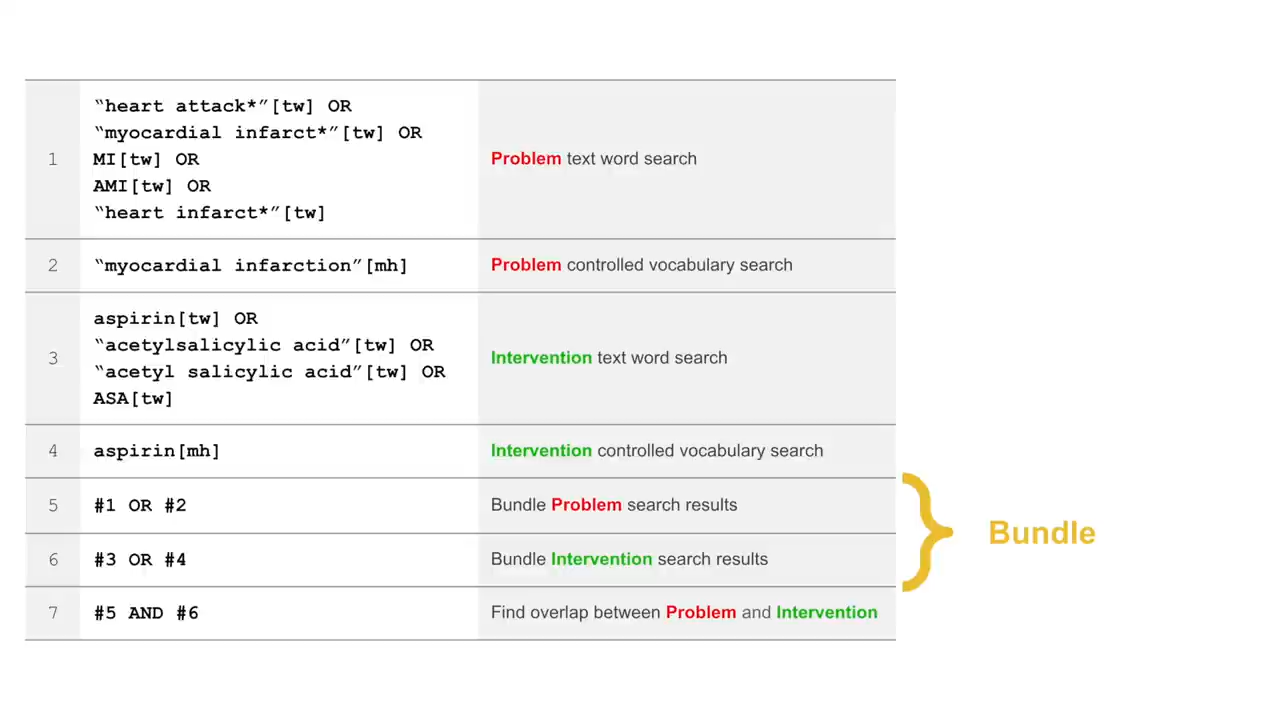 1
“heart attack*”[tw] OR
“myocardial infarct*”[tw] OR
MI[tw] OR
AMI[tw] OR
“heart infarct*”[tw]
Problem text word search
2
“myocardial infarction”[mh]
Problem controlled vocabulary search
3
aspirin[tw] OR
“acetylsalicylic acid”[tw] OR
“acetyl salicylic acid”[tw] OR
ASA[tw]
Intervention text word search
4
aspirin[mh]
Intervention controlled vocabulary search
5
#1 OR #2
Bundle Problem search results
6
#3 OR #4
Bundle Intervention search results
7
#5 AND #6
Find overlap between Problem and Intervention
Bundle